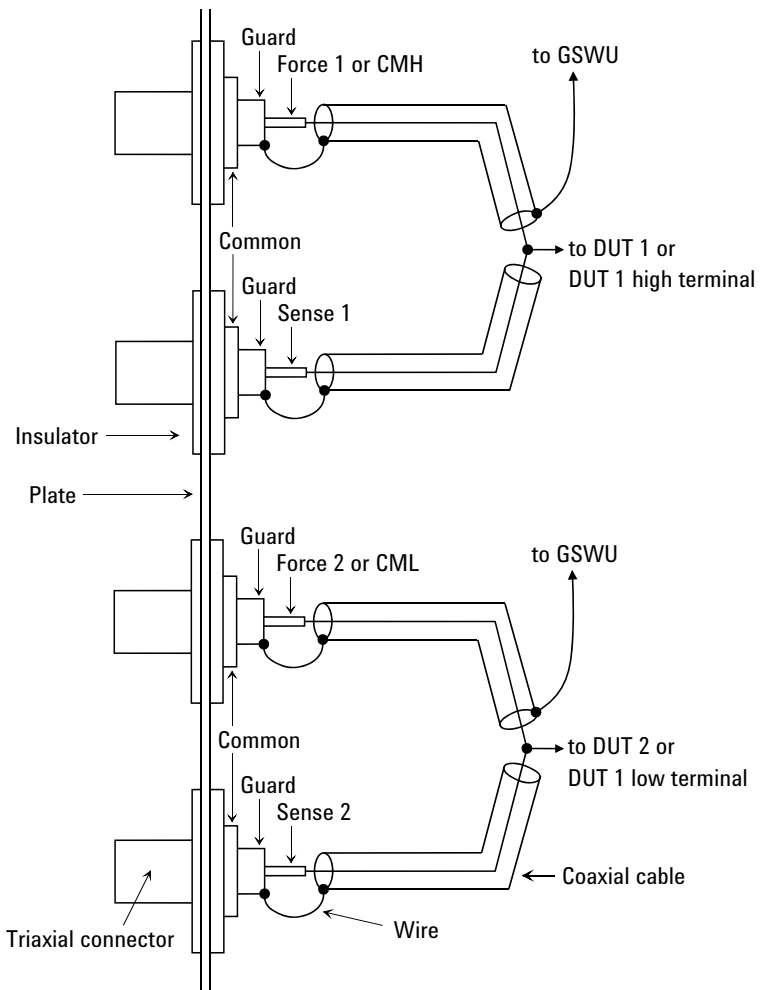 Guard
Force 1 or CMH
to GSWU
Common
to DUT 1 or
DUT 1 high terminal
Guard
Sense 1
Insulator
Plate
Guard
Force 2 or CML
to GSWU
Common
to DUT 2 or
DUT 1 low terminal
Guard
Sense 2
Coaxial cable
Triaxial connector
Wire